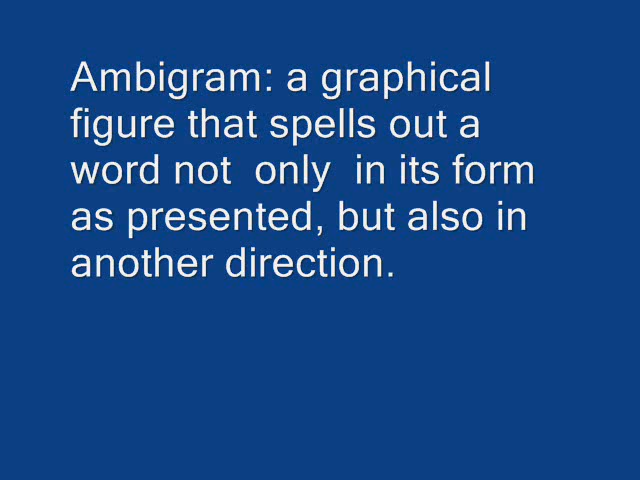 Ambigram: a graphical
figure that spells out a
word not  only  in its form
as presented, but also in
another direction.